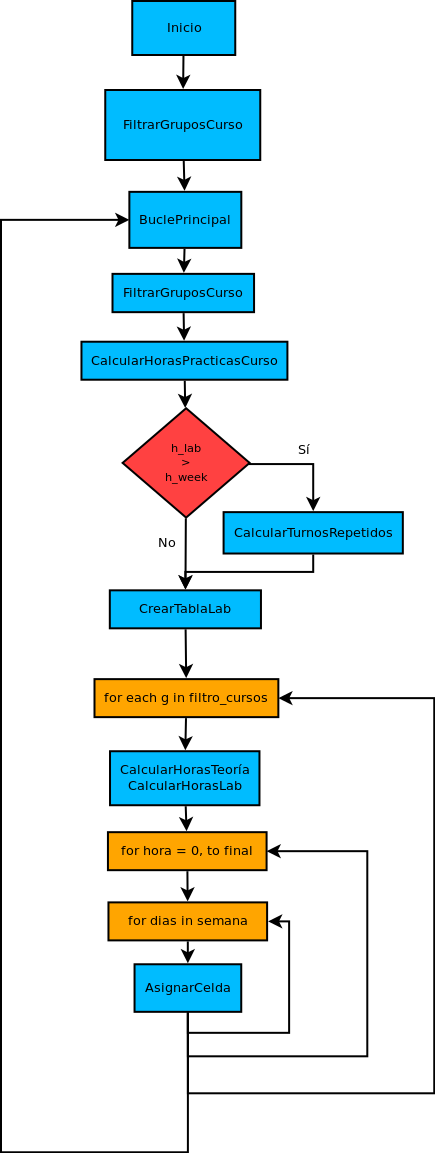 Inicio
FiltrarGruposCurso
BuclePrincipal
FiltrarGruposCurso
CalcularHorasPracticasCurso
h_lab
>
h_week
Sí
CalcularTurnosRepetidos
No
CrearTablaLab
for each g in filtro_cursos
CalcularHorasTeoría
CalcularHorasLab
for hora = 0, to final
for dias in semana
AsignarCelda